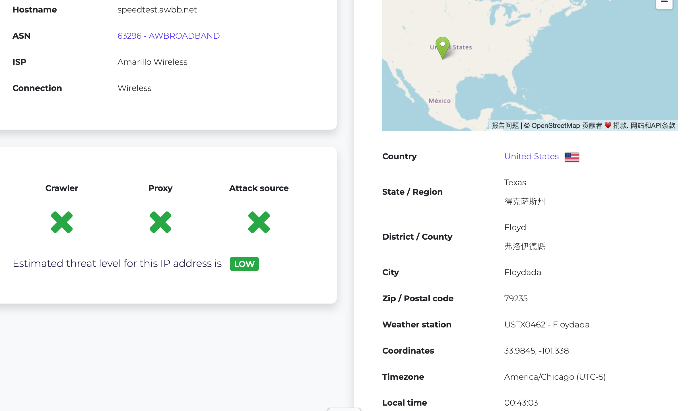 Hostname speedtest.awbb.net
ASN 63296 - AWBROADBAND
ISP Amarillo Wireless
Connection Wireless
Crawler Proxy Attack source
Estimated threat level for this IP address is LOW
United States
México
报告问题 | © OpenStreetMap 贡献者 ♥ 捐款. 网站和API条款
Country United States
State / Region Texas
得克萨斯州
District / County Floyd
弗洛伊德县
City Floydada
Zip / Postal code 79235
Weather station USTX0462 - Floydada
Coordinates 33.9845, -101.338
Timezone America/Chicago (UTC-5)
Local time 00:43:03